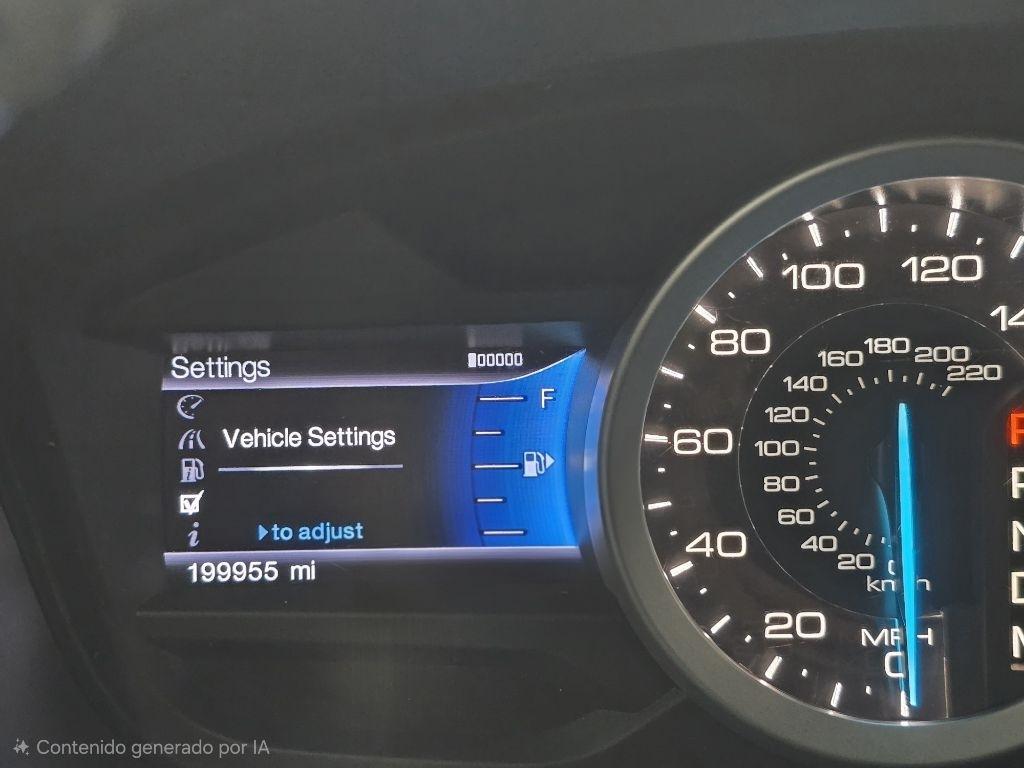 Settings
F
Vehicle Settings
to adjust
199955 mi
20
40
60
80
100
120
20
40
60
80
100
120
140
160
180
200
220
km/h
MPH
0
P
R
N
D
Contenido generado por IA